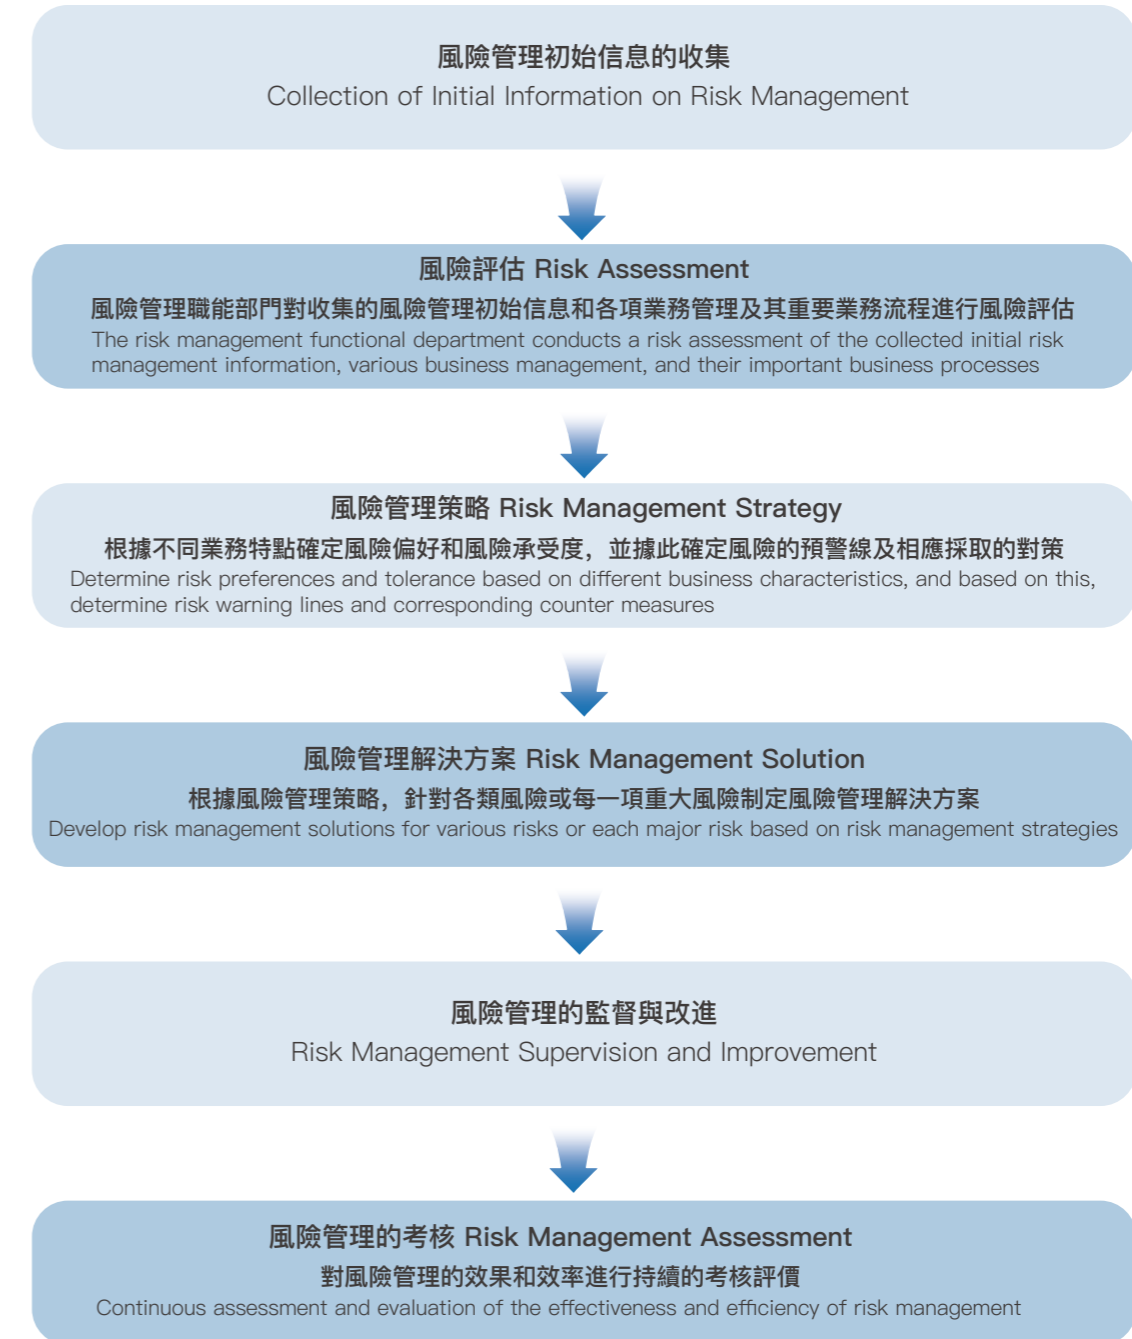 風險管理初始信息的收集
Collection of Initial Information on Risk Management
風險評估 Risk Assessment
風險管理職能部門對收集的風險管理初始信息和各項業務管理及其重要業務流程進行風險評估
The risk management functional department conducts a risk assessment of the collected initial risk
management information, various business management, and their important business processes
風險管理策略 Risk Management Strategy
根據不同業務特點確定風險偏好和風險承受度，並據此確定風險的預警線及相應採取的對策
Determine risk preferences and tolerance based on different business characteristics, and based on this,
determine risk warning lines and corresponding counter measures
風險管理解決方案 Risk Management Solution
根據風險管理策略，針對各類風險或每一項重大風險制定風險管理解決方案
Develop risk management solutions for various risks or each major risk based on risk management strategies
風險管理的監督與改進
Risk Management Supervision and Improvement
風險管理的考核 Risk Management Assessment
對風險管理的效果和效率進行持續的考核評價
Continuous assessment and evaluation of the effectiveness and efficiency of risk management